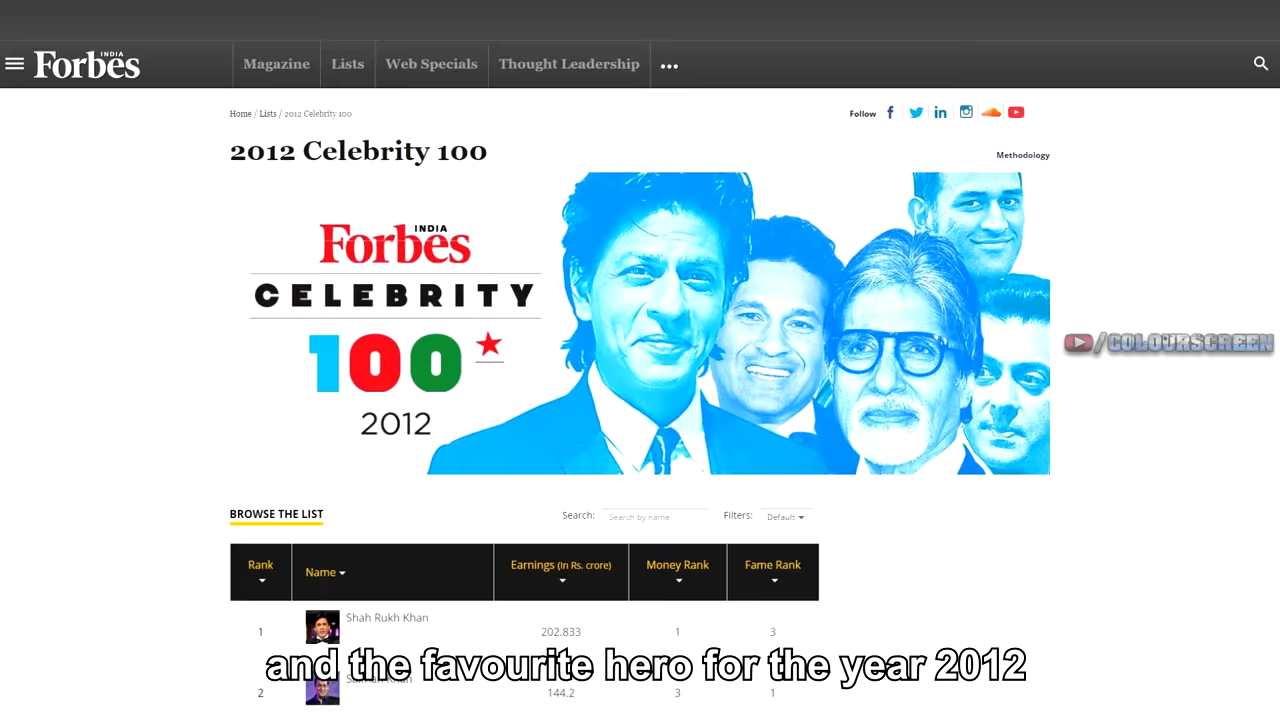 INDIA
Forbes
Magazine
Lists
Web Specials
Thought Leadership
Home / Lists / 2012 Celebrity 100
Follow
2012 Celebrity 100
Methodology
INDIA
Forbes
CELEBRITY
100
2012
/COLOURSCREEN
BROWSE THE LIST
Search: Search by name
Filters: Default
Rank Name Earnings (In Rs. crore) Money Rank Fame Rank
1 Shah Rukh Khan 202.833 1 3
and the favourite hero for the year 2012
2 Salman Khan 144.2 3 1